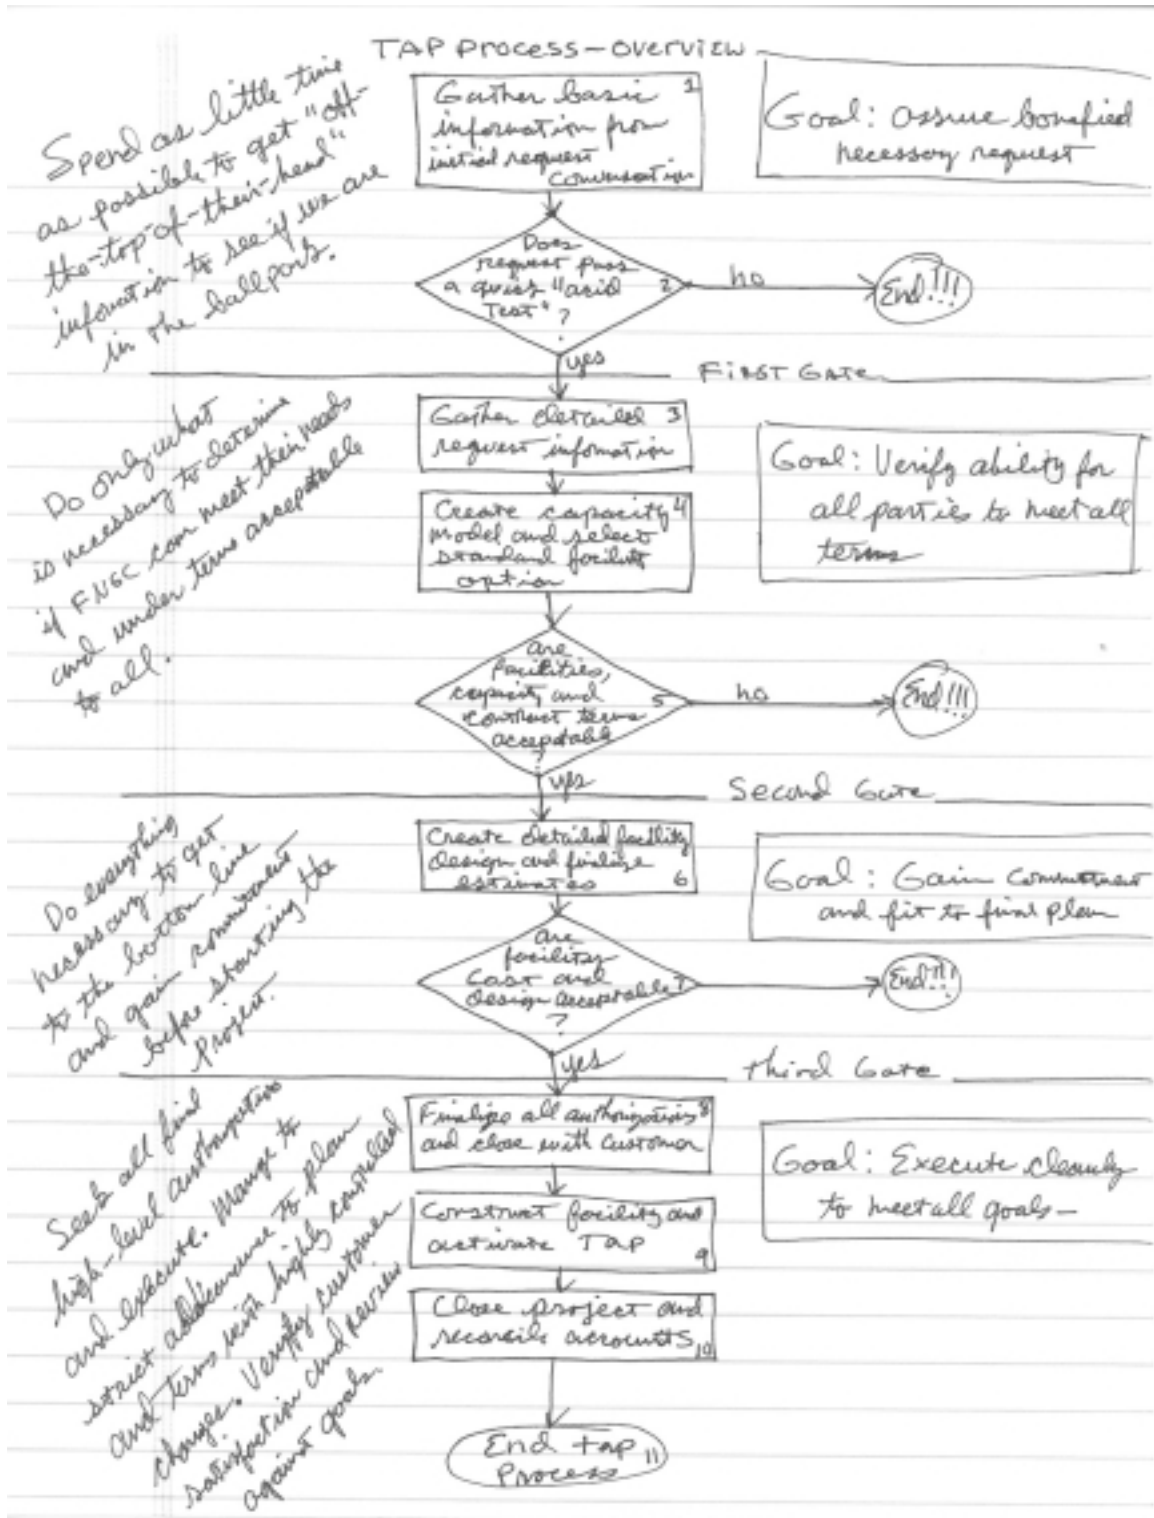 TAP PROCESS - OVERVIEW
Spend as little time
as possible to get "off-
the-top-of-their-head"
information to see if we are
in the ballpark.
Gather basic 1
information from
initial request
conversation
Goal: assure bonafied
necessary request
Does
request pass
a quick "acid 2
Test"
?
no
End!!!
yes
FIRST GATE
Do only what
is necessary to determine
if FNGC can meet their needs
and under terms acceptable
to all.
Gather detailed 3
request information
Create capacity 4
model and select
standard facility
option
Goal: Verify ability for
all parties to meet all
terms
are
facilities,
capacity and 5
contract terms
acceptable
?
no
End!!!
yes
Second Gate
Do everything
necessary to get
to the bottom line
and gain commitment
before starting the
Project.
Create detailed facility
design and finalize
estimates 6
Goal: Gain commitment
and fit to final plan
are
facility
Cost and
design acceptable 7
?
End!!!
yes
third Gate
Seek all final
high-level authorization
and execute. Manage to
strict adherence to plan
and terms with highly controlled
changes. Verify customer
satisfaction and review
against goals.
Finalize all authorizations 8
and close with customer
Goal: Execute cleanly
to meet all goals -
Construct facility and
activate TAP 9
Close project and
reconcile accounts 10
End tap 11
Process